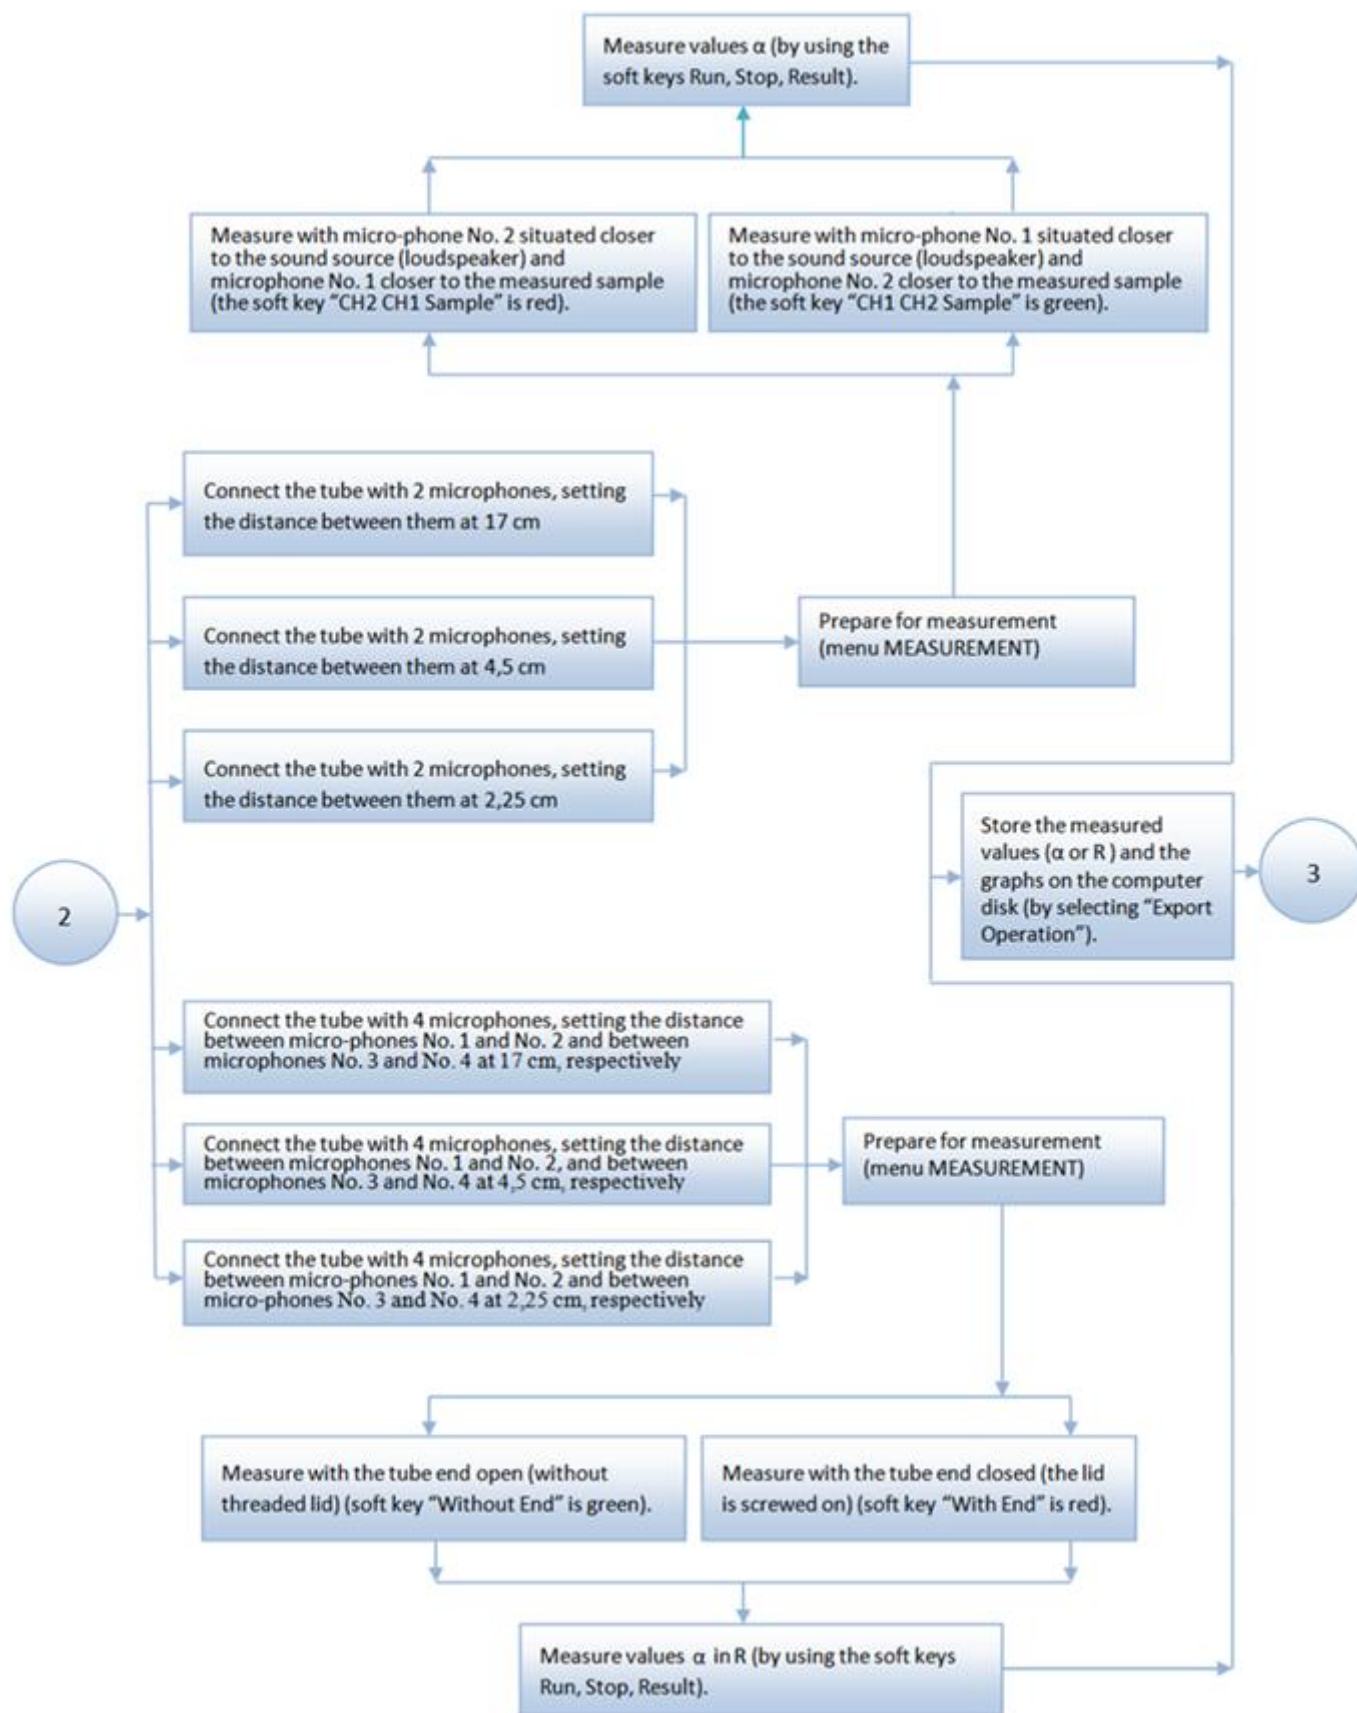 Measure values α (by using the
soft keys Run, Stop, Result).
Measure with micro-phone No. 2 situated closer
to the sound source (loudspeaker) and
microphone No. 1 closer to the measured sample
(the soft key “CH2 CH1 Sample” is red).
Measure with micro-phone No. 1 situated closer
to the sound source (loudspeaker) and
microphone No. 2 closer to the measured sample
(the soft key “CH1 CH2 Sample” is green).
Connect the tube with 2 microphones, setting
the distance between them at 17 cm
Connect the tube with 2 microphones, setting
the distance between them at 4,5 cm
Prepare for measurement
(menu MEASUREMENT)
Connect the tube with 2 microphones, setting
the distance between them at 2,25 cm
Store the measured
values (α or R ) and the
graphs on the computer
disk (by selecting “Export
Operation”).
3
2
Connect the tube with 4 microphones, setting the distance
between micro-phones No. 1 and No. 2 and between
microphones No. 3 and No. 4 at 17 cm, respectively
Connect the tube with 4 microphones, setting the distance
between microphones No. 1 and No. 2, and between
microphones No. 3 and No. 4 at 4,5 cm, respectively
Prepare for measurement
(menu MEASUREMENT)
Connect the tube with 4 microphones, setting the distance
between micro-phones No. 1 and No. 2 and between
micro-phones No. 3 and No. 4 at 2,25 cm, respectively
Measure with the tube end open (without
threaded lid) (soft key “Without End” is green).
Measure with the tube end closed (the lid
is screwed on) (soft key “With End” is red).
Measure values α in R (by using the soft keys
Run, Stop, Result).